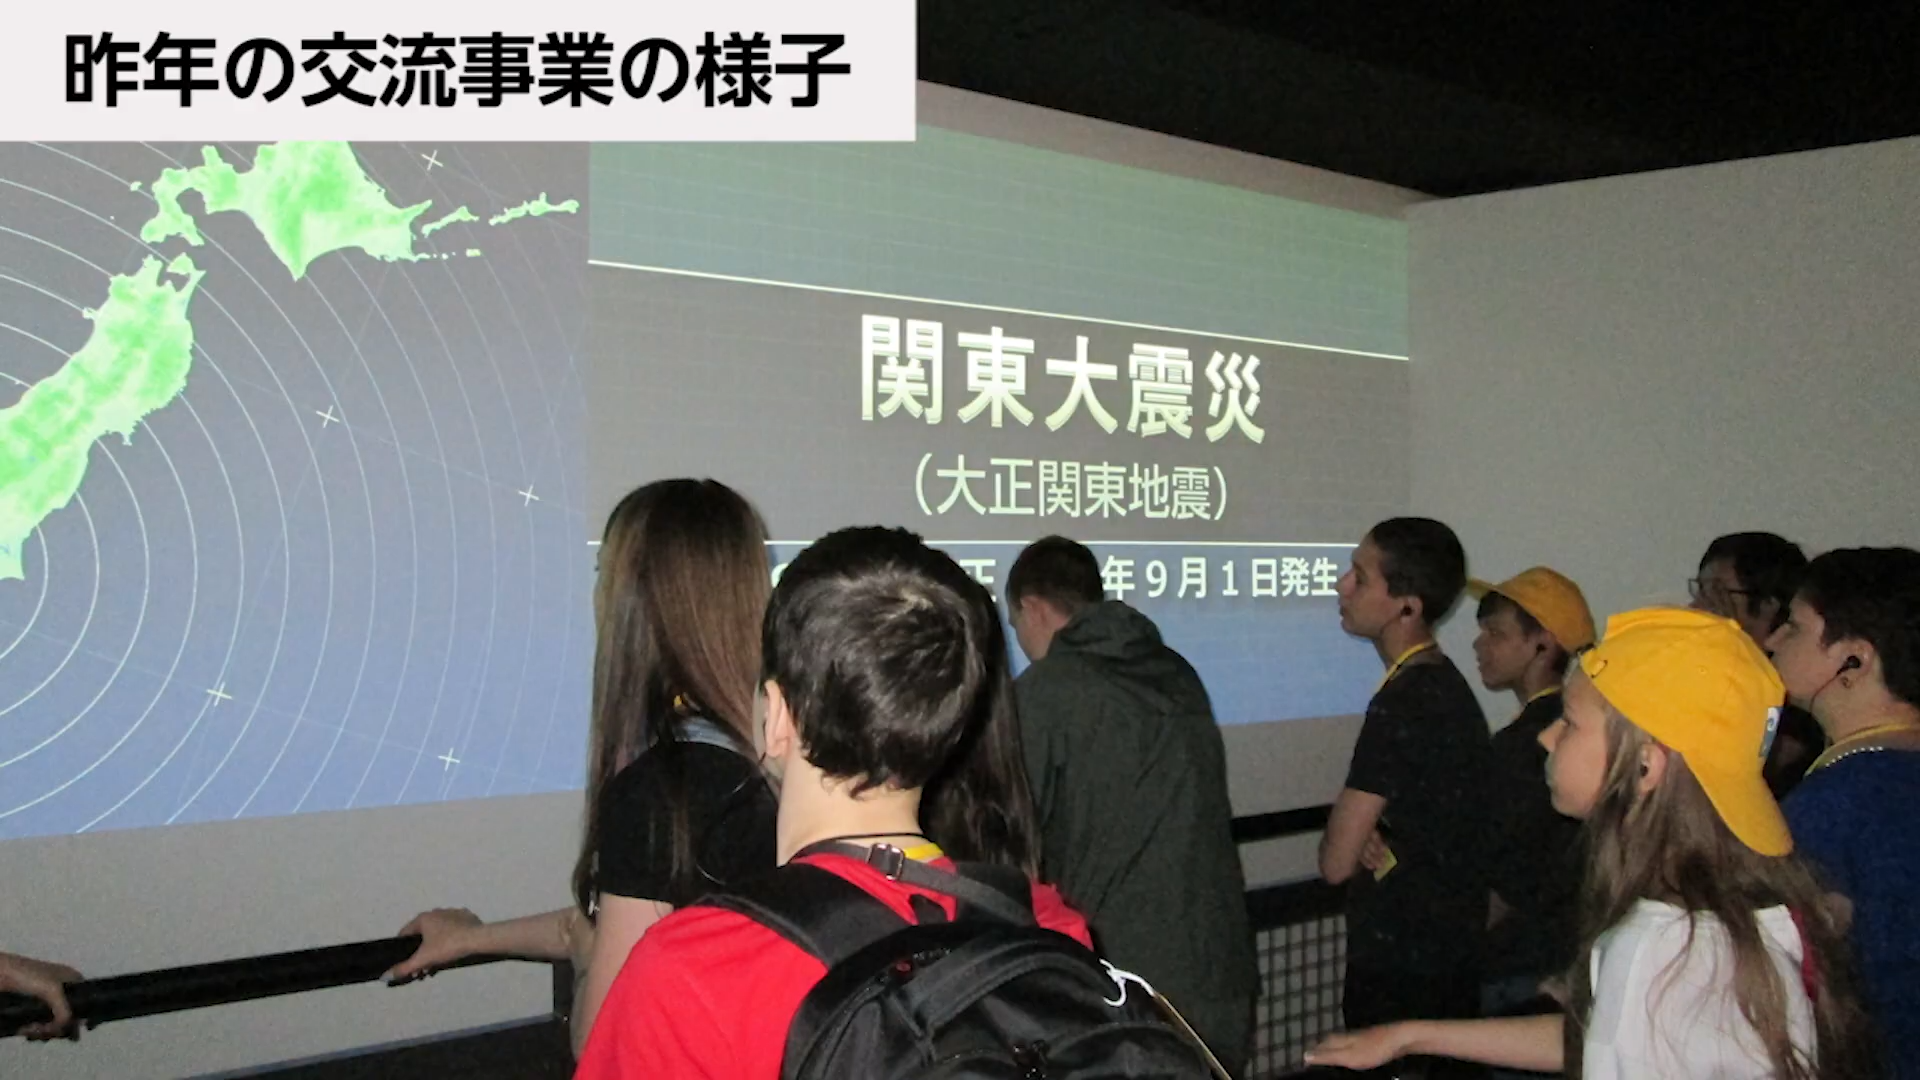 昨年の交流事業の様子
関東大震災
（大正関東地震）
正 年９月１日発生